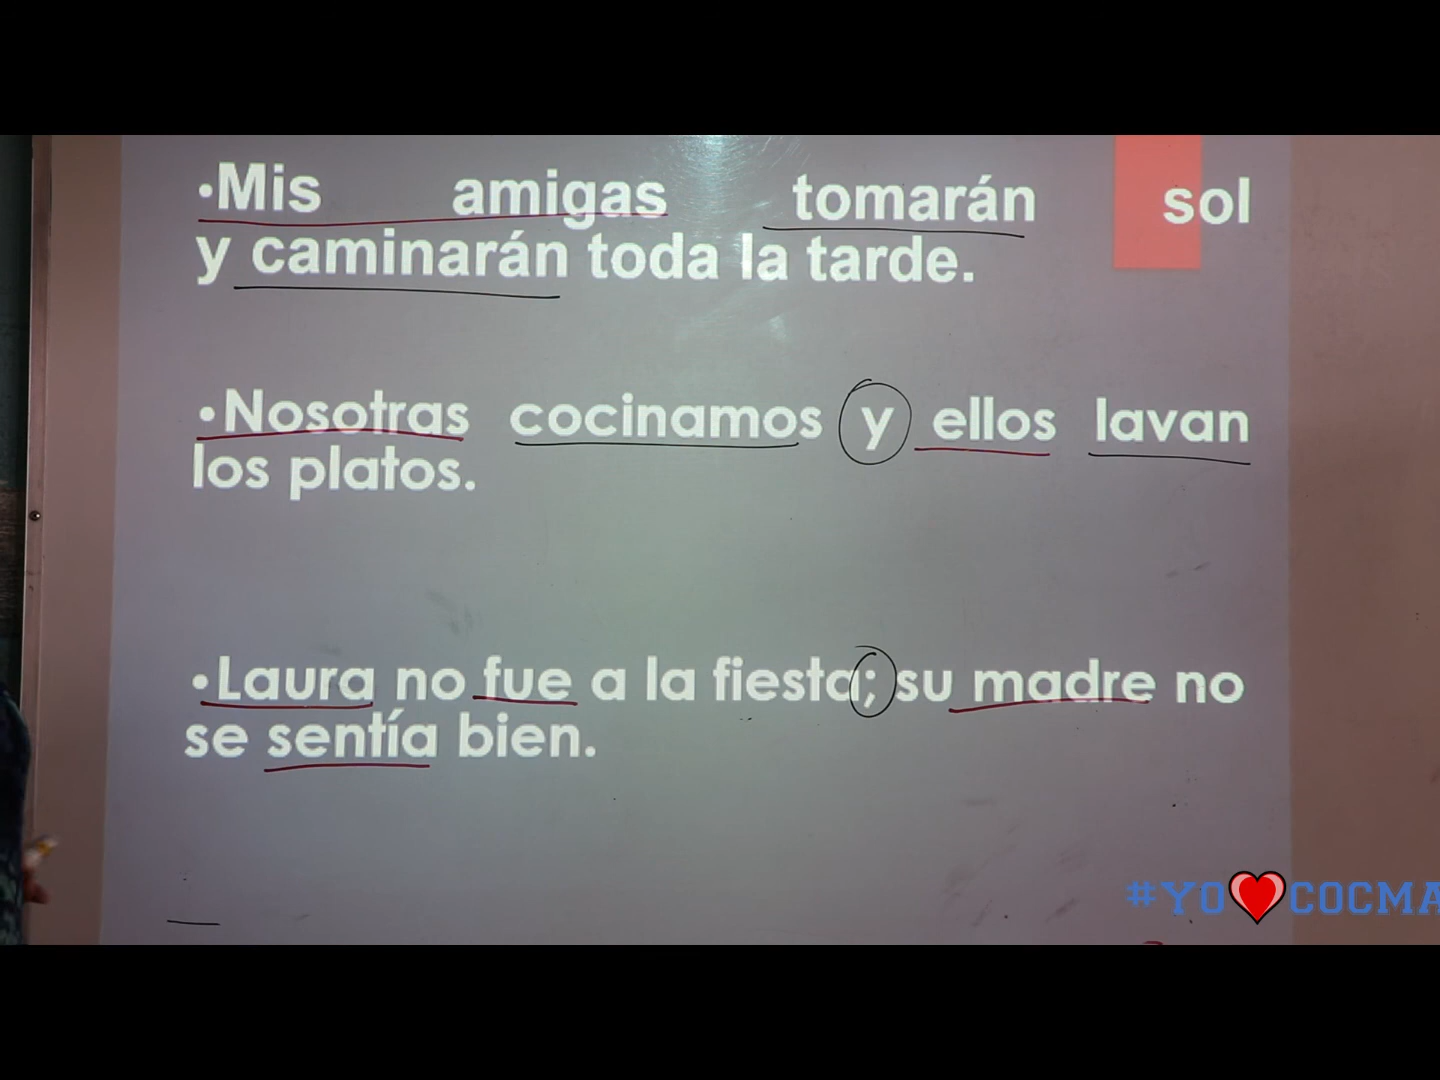 •Mis amigas tomarán sol
y caminarán toda la tarde.
•Nosotras cocinamos y ellos lavan
los platos.
•Laura no fue a la fiesta; su madre no
se sentía bien.
#YO❤COCMA